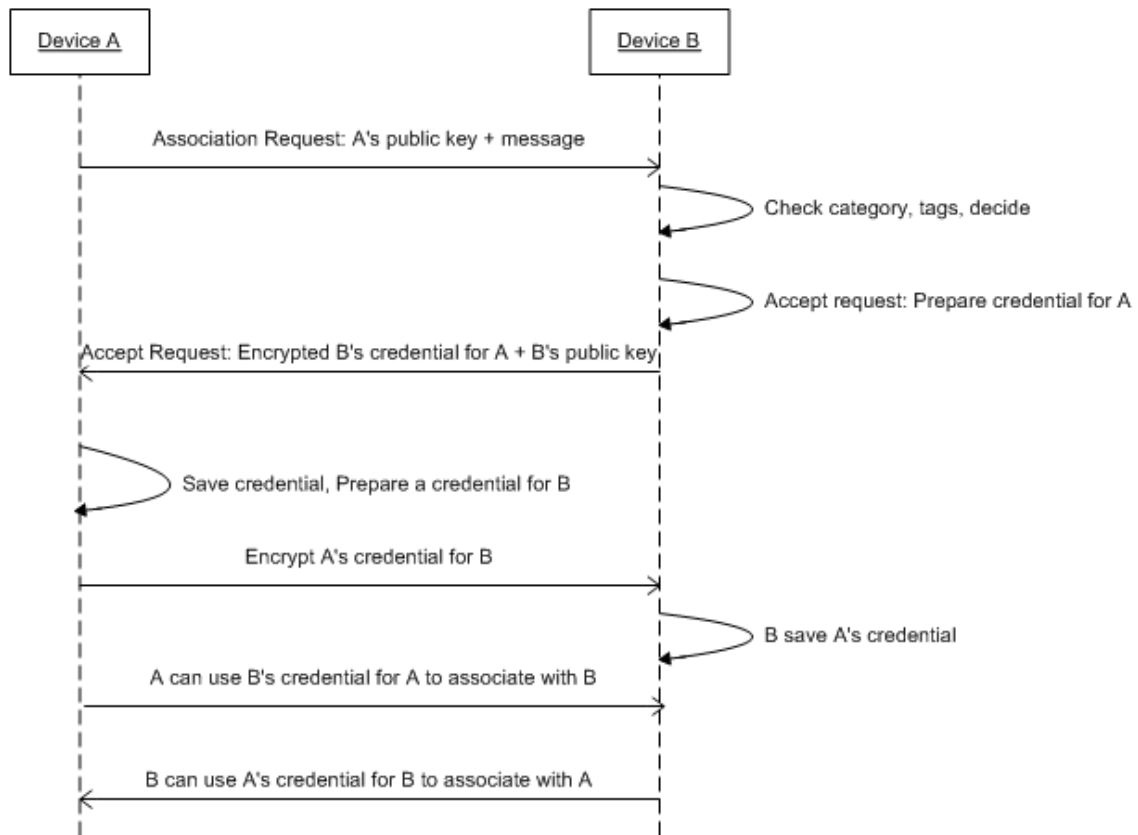 Device A
Device B
Association Request: A's public key + message
Check category, tags, decide
Accept request: Prepare credential for A
Accept Request: Encrypted B's credential for A + B's public key
Save credential, Prepare a credential for B
Encrypt A's credential for B
B save A's credential
A can use B's credential for A to associate with B
B can use A's credential for B to associate with A